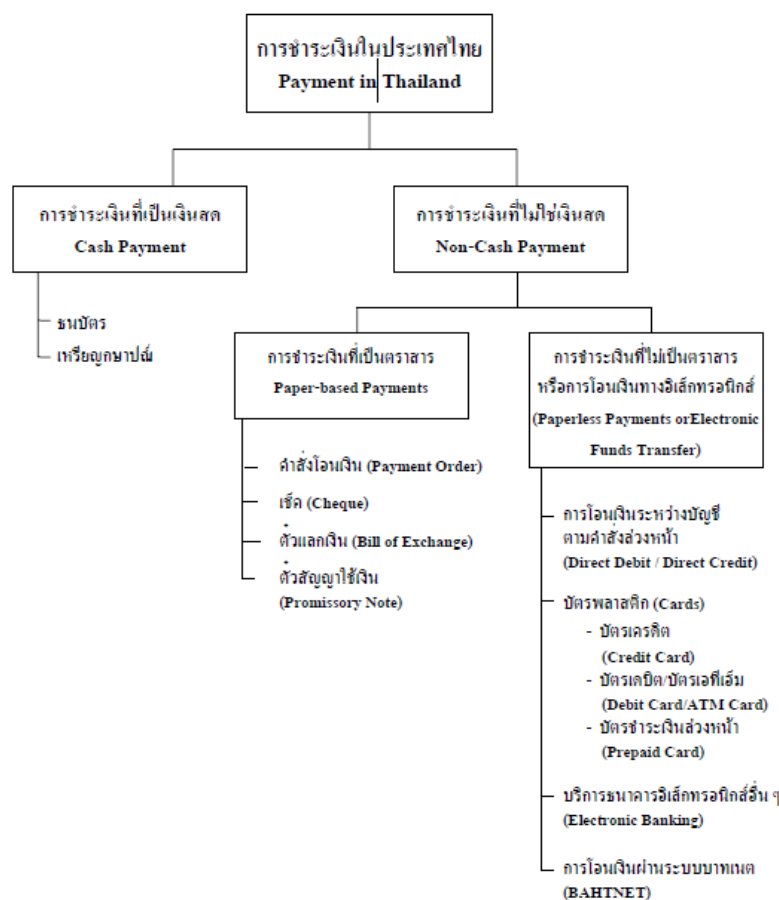 การชำระเงินในประเทศไทย
Payment in Thailand
การชำระเงินที่เป็นเงินสด
Cash Payment
ธนบัตร
เหรียญกษาปณ์
การชำระเงินที่ไม่ใช่เงินสด
Non-Cash Payment
การชำระเงินที่เป็นตราสาร
Paper-based Payments
คำสั่งโอนเงิน (Payment Order)
เช็ค (Cheque)
ตั๋วแลกเงิน (Bill of Exchange)
ตั๋วสัญญาใช้เงิน
(Promissory Note)
การชำระเงินที่ไม่เป็นตราสาร
หรือการโอนเงินทางอิเล็กทรอนิกส์
(Paperless Payments orElectronic
Funds Transfer)
การโอนเงินระหว่างบัญชี
ตามคำสั่งล่วงหน้า
(Direct Debit / Direct Credit)
บัตรพลาสติก (Cards)
- บัตรเครดิต
(Credit Card)
- บัตรเดบิต/บัตรเอทีเอ็ม
(Debit Card/ATM Card)
- บัตรชำระเงินล่วงหน้า
(Prepaid Card)
บริการธนาคารอิเล็กทรอนิกส์อื่น ๆ
(Electronic Banking)
การโอนเงินผ่านระบบบาทเนต
(BAHTNET)